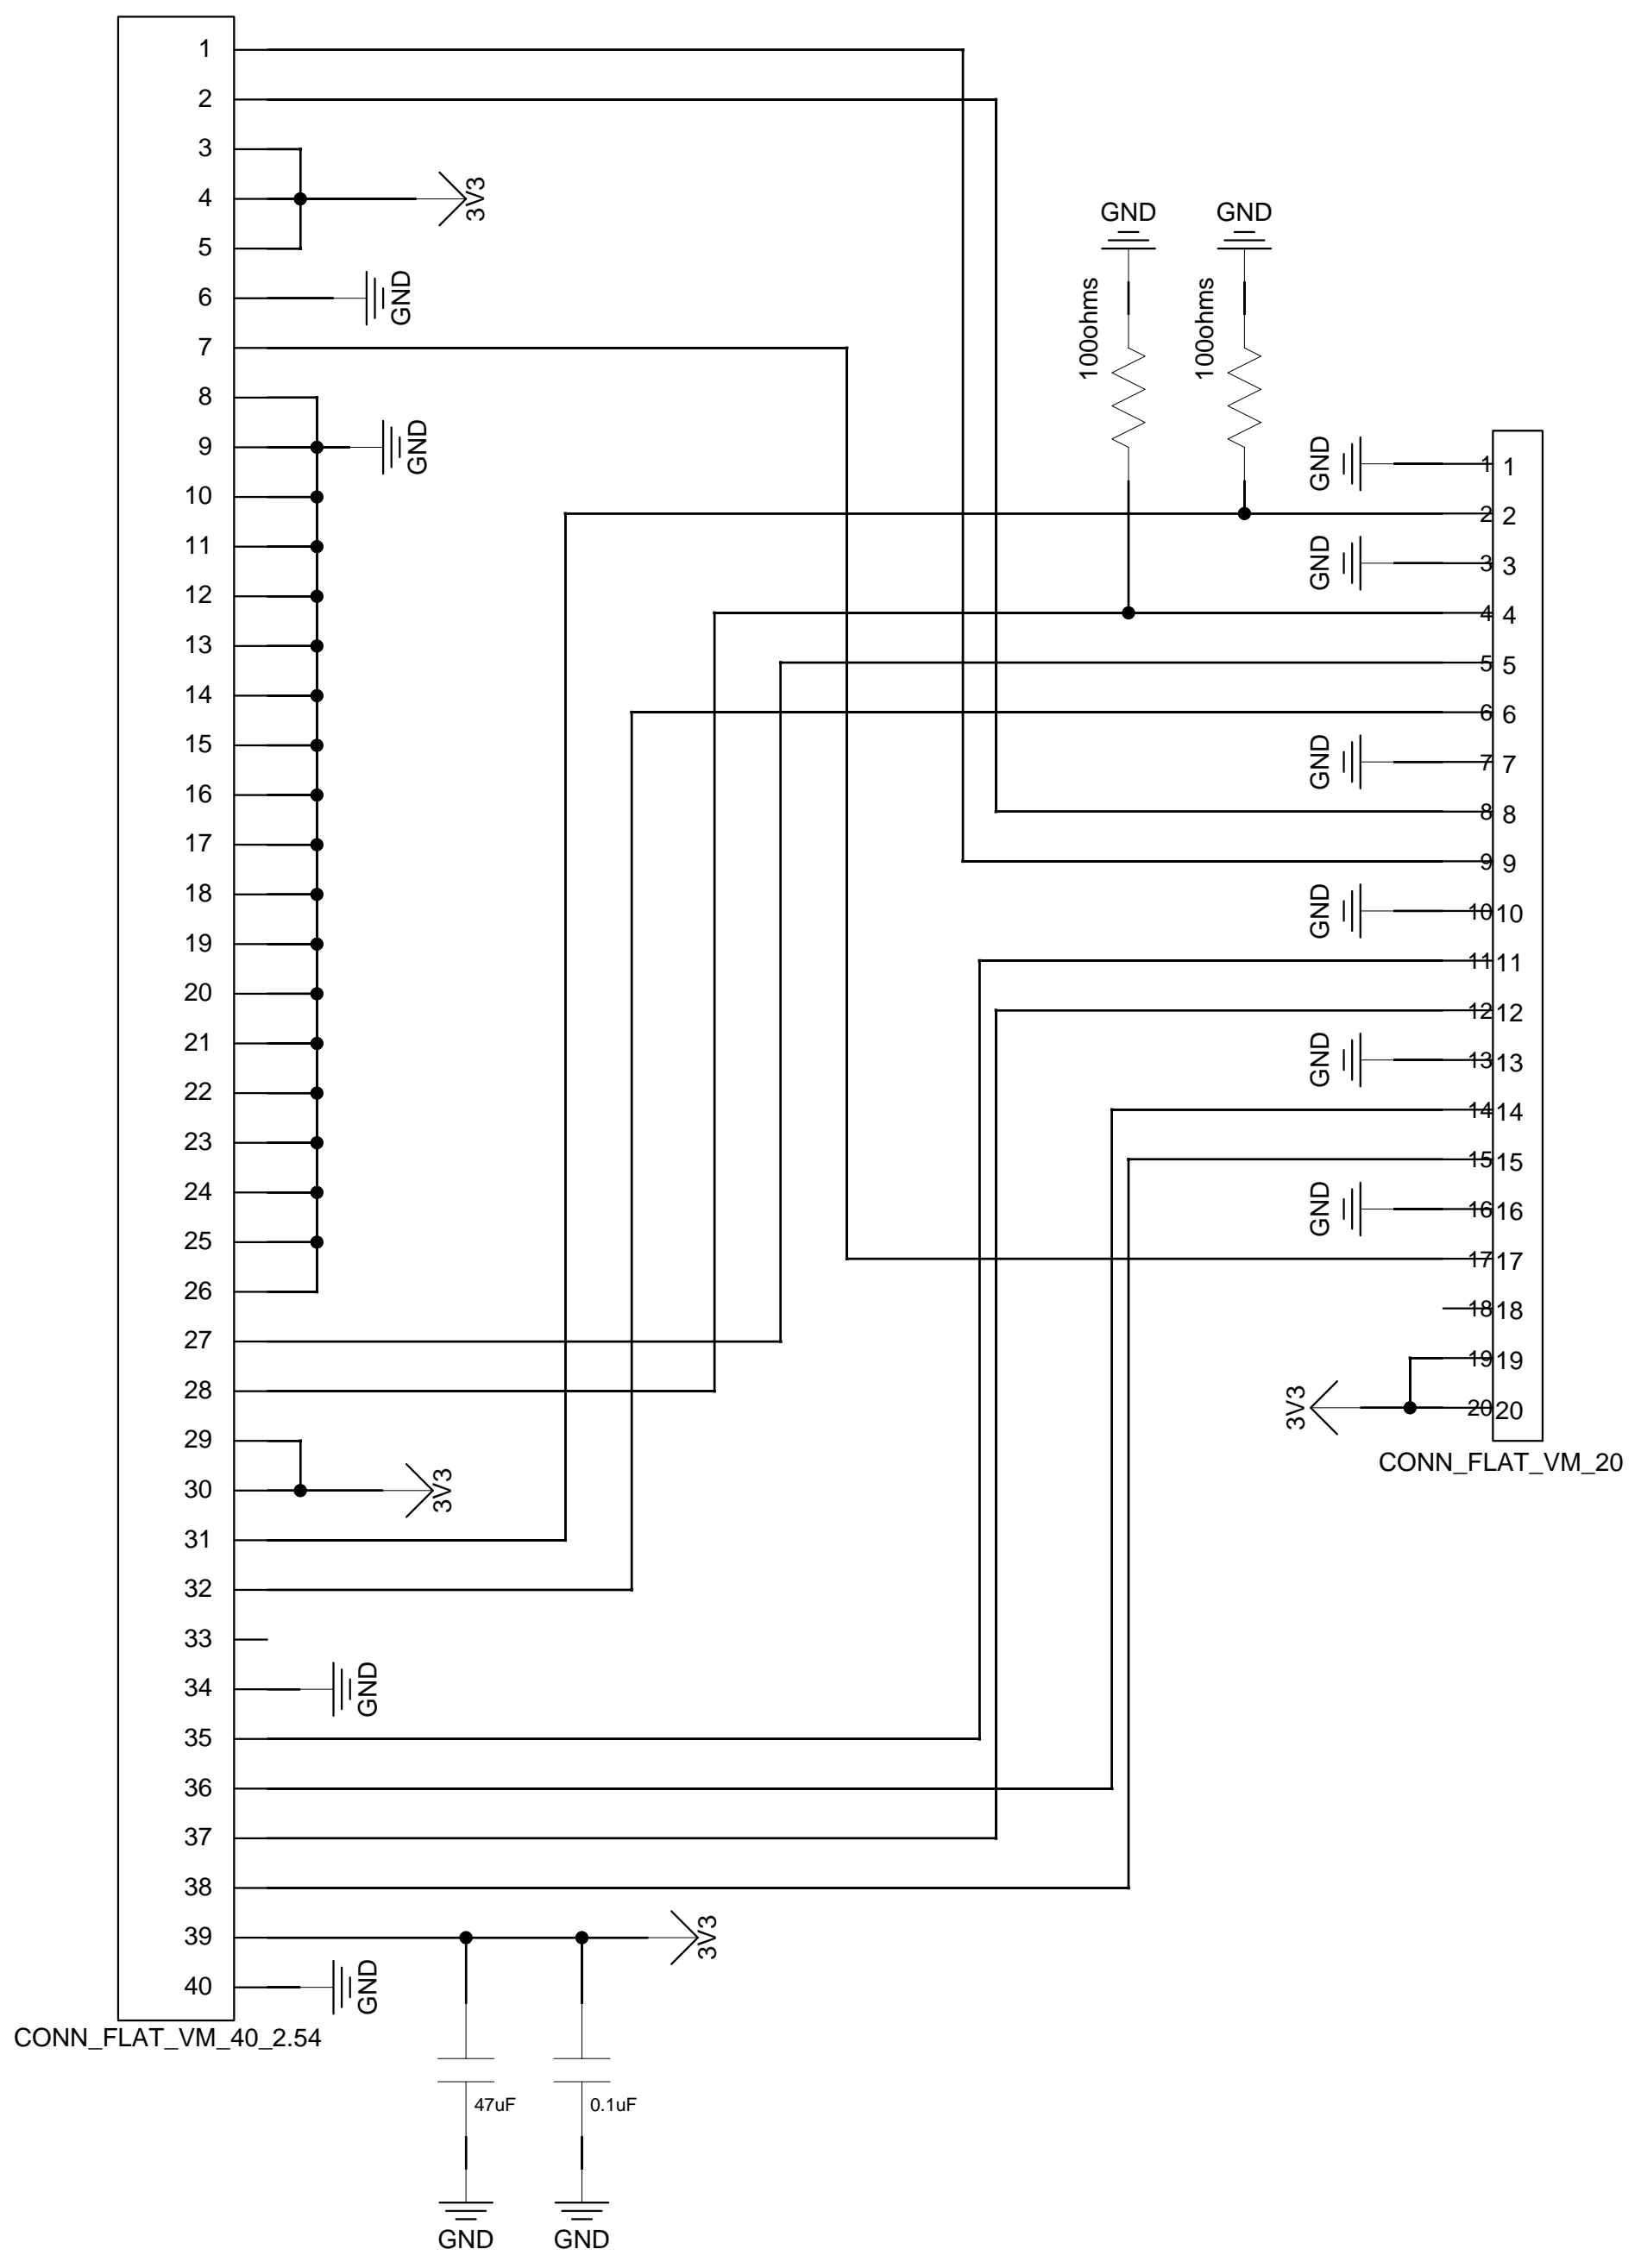 1
2
3
4
3V3
5
GND
GND
6
GND
100ohms
100ohms
7
8
9
GND
GND
1 1
10
2 2
11
GND
3 3
12
4 4
13
5 5
14
6 6
15
GND
7 7
16
8 8
17
9 9
18
GND
10 10
19
11 11
20
12 12
21
GND
13 13
22
14 14
23
15 15
24
GND
16 16
25
17 17
26
18 18
27
19 19
28
3V3
20 20
29
CONN_FLAT_VM_20
30
3V3
31
32
33
34
GND
35
36
37
38
39
3V3
40
GND
CONN_FLAT_VM_40_2.54
47uF
0.1uF
GND
GND